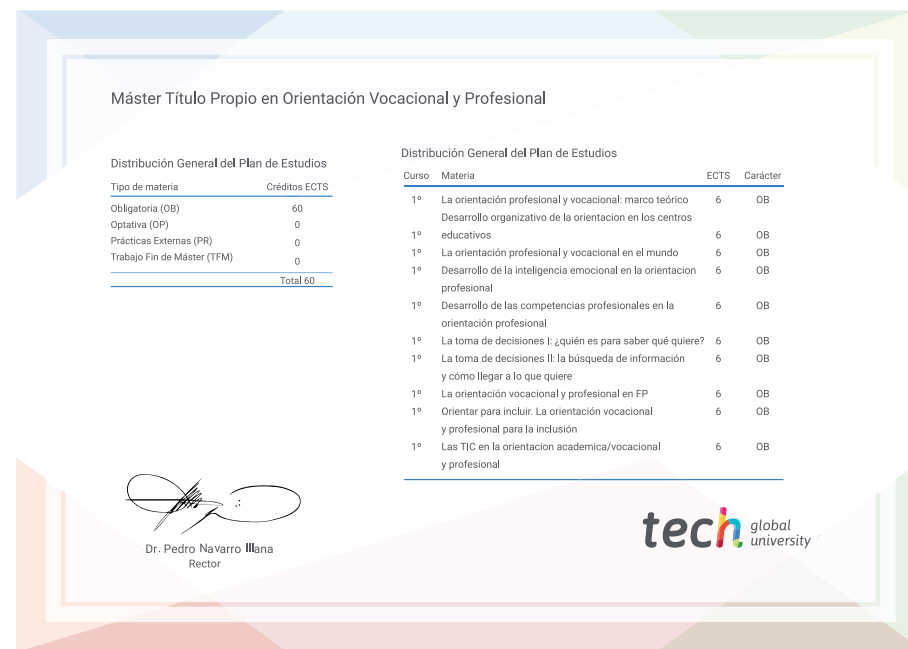 Máster Título Propio en Orientación Vocacional y Profesional
Distribución General del Plan de Estudios
Tipo de materia Créditos ECTS
Obligatoria (OB) 60
Optativa (OP) 0
Prácticas Externas (PR) 0
Trabajo Fin de Máster (TFM) 0
Total 60
Distribución General del Plan de Estudios
Curso Materia ECTS Carácter
1º La orientación profesional y vocacional: marco teórico 6 OB
Desarrollo organizativo de la orientacion en los centros
1º educativos 6 OB
1º La orientación profesional y vocacional en el mundo 6 OB
1º Desarrollo de la inteligencia emocional en la orientacion 6 OB
profesional
1º Desarrollo de las competencias profesionales en la 6 OB
orientación profesional
1º La toma de decisiones I: ¿quién es para saber qué quiere? 6 OB
1º La toma de decisiones II: la búsqueda de información 6 OB
y cómo llegar a lo que quiere
1º La orientación vocacional y profesional en FP 6 OB
1º Orientar para incluir. La orientación vocacional 6 OB
y profesional para la inclusión
1º Las TIC en la orientacion academica/vocacional 6 OB
y profesional
Dr. Pedro Navarro Illana
Rector
tech global
university